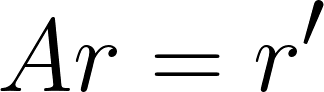 Ar = r′